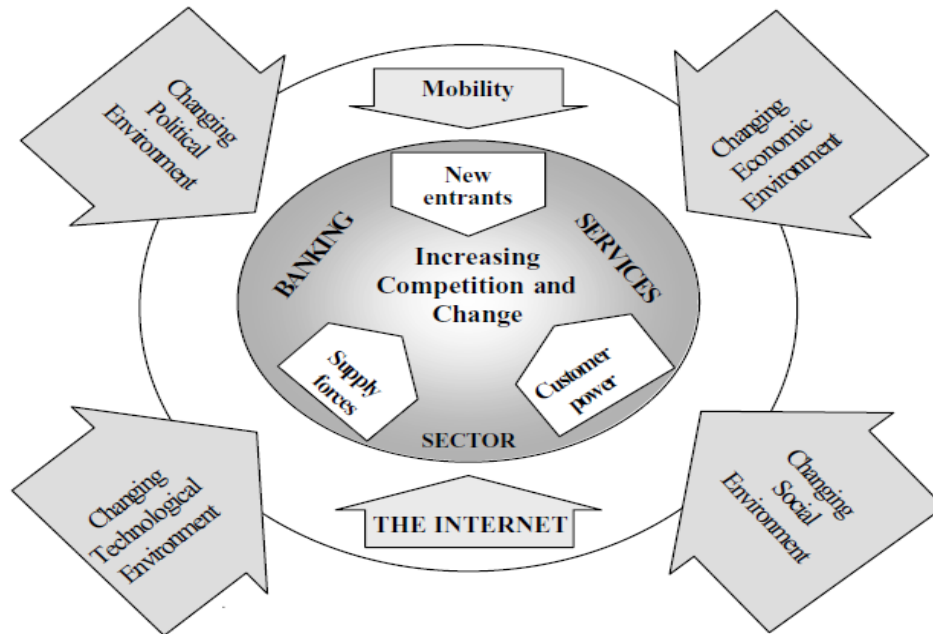 Changing
Political
Environment
Mobility
Changing
Economic
Environment
New
entrants
BANKING
SERVICES
Increasing
Competition and
Change
Supply
forces
Customer
power
SECTOR
Changing
Technological
Environment
THE INTERNET
Changing
Social
Environment